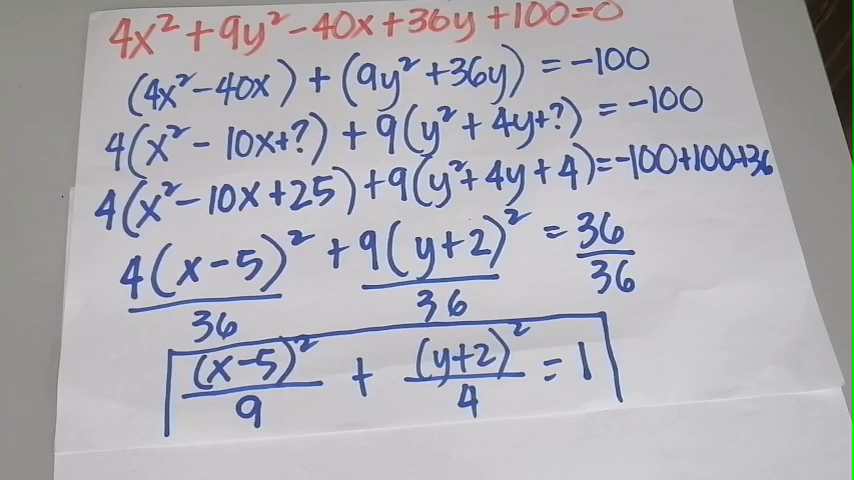 4x² + 9y² - 40x + 36y + 100 = 0
(4x² - 40x) + (9y² + 36y) = -100
4(x² - 10x + ?) + 9(y² + 4y + ?) = -100
4(x² - 10x + 25) + 9(y² + 4y + 4) = -100 + 100 + 36
4(x - 5)²/36 + 9(y + 2)²/36 = 36/36
(x - 5)²/9 + (y + 2)²/4 = 1